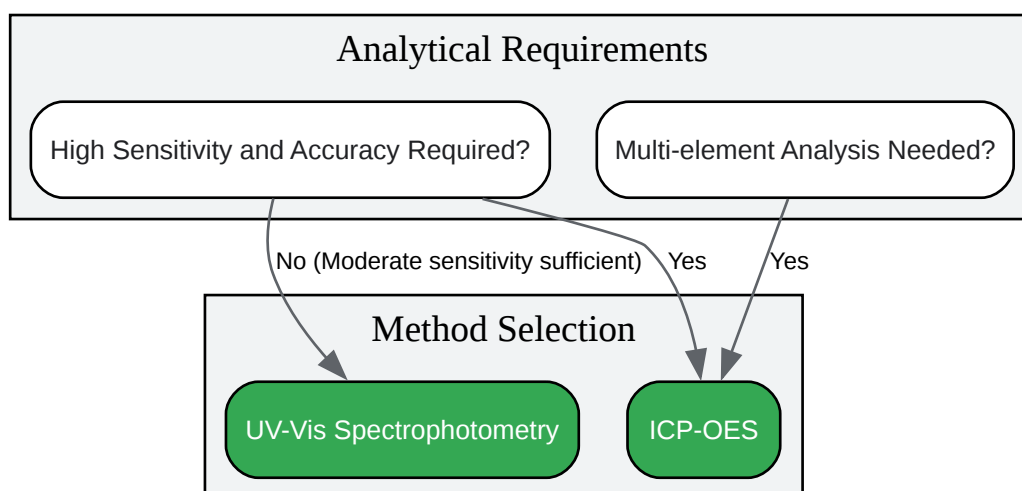 Analytical Requirements
High Sensitivity and Accuracy Required?
Multi-element Analysis Needed?
No (Moderate sensitivity sufficient)
Yes
Yes
Method Selection
UV-Vis Spectrophotometry
ICP-OES